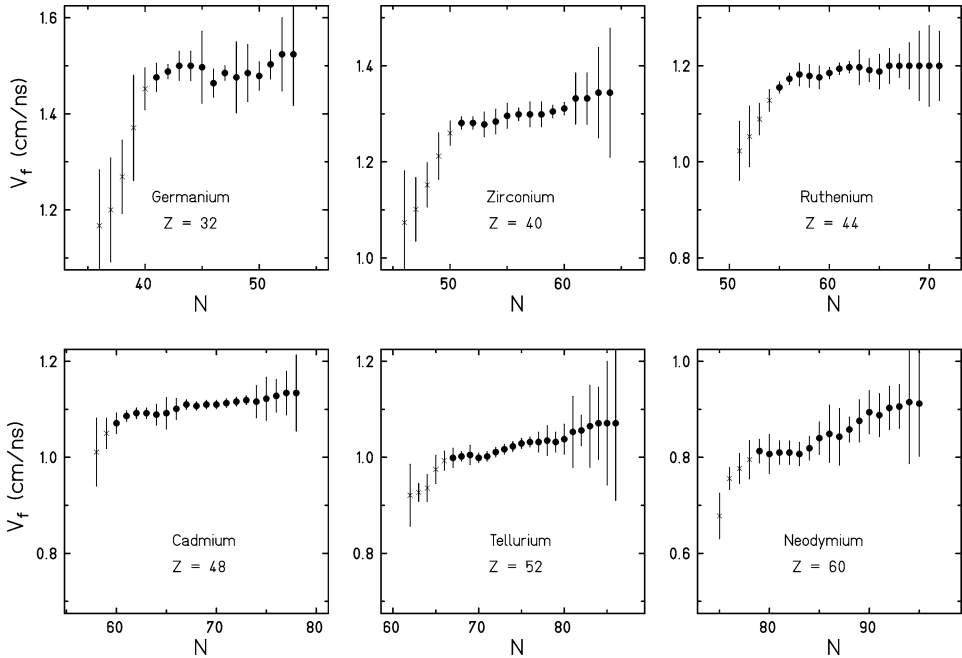 1.6
1.4
1.2
V_f (cm/ns)
Germanium
Z = 32
40
50
N
1.4
1.2
1.0
Zirconium
Z = 40
50
60
N
1.2
1.0
0.8
Ruthenium
Z = 44
50
60
70
N
1.2
1.0
0.8
V_f (cm/ns)
Cadmium
Z = 48
60
70
80
N
1.2
1.0
0.8
Tellurium
Z = 52
60
70
80
N
1.0
0.8
0.6
Neodymium
Z = 60
80
90
N